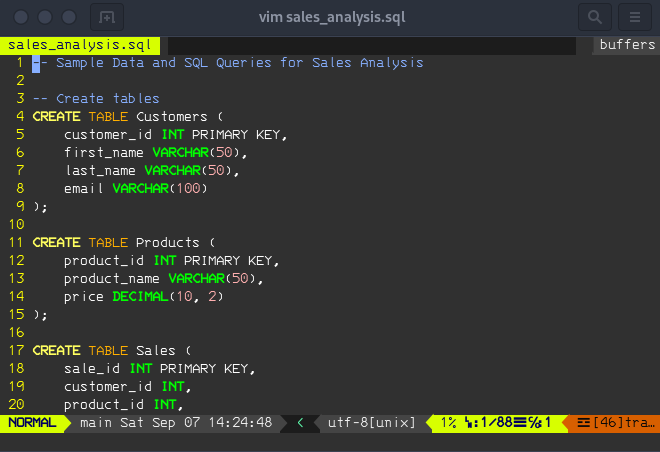 vim sales_analysis.sql
sales_analysis.sql buffers
1 -- Sample Data and SQL Queries for Sales Analysis
2
3 -- Create tables
4 CREATE TABLE Customers (
5 customer_id INT PRIMARY KEY,
6 first_name VARCHAR(50),
7 last_name VARCHAR(50),
8 email VARCHAR(100)
9 );
10
11 CREATE TABLE Products (
12 product_id INT PRIMARY KEY,
13 product_name VARCHAR(50),
14 price DECIMAL(10, 2)
15 );
16
17 CREATE TABLE Sales (
18 sale_id INT PRIMARY KEY,
19 customer_id INT,
20 product_id INT,
NORMAL main Sat Sep 07 14:24:48 utf-8[unix] 1% ␊:1/88☰℅:1 ☲[46]tra…